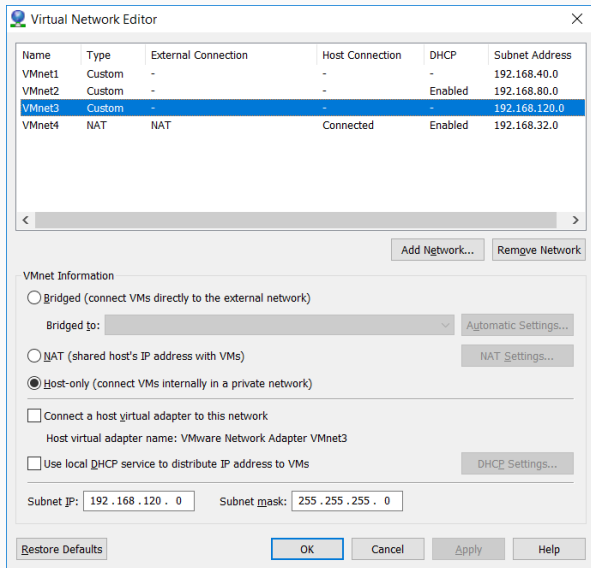 Virtual Network Editor
Name Type External Connection Host Connection DHCP Subnet Address
VMnet1 Custom - - - 192.168.40.0
VMnet2 Custom - - Enabled 192.168.80.0
VMnet3 Custom - - - 192.168.120.0
VMnet4 NAT NAT Connected Enabled 192.168.32.0
Add Network... Remove Network
VMnet Information
Bridged (connect VMs directly to the external network)
Bridged to: Automatic Settings...
NAT (shared host's IP address with VMs) NAT Settings...
Host-only (connect VMs internally in a private network)
Connect a host virtual adapter to this network
Host virtual adapter name: VMware Network Adapter VMnet3
Use local DHCP service to distribute IP address to VMs DHCP Settings...
Subnet IP: 192 . 168 . 120 . 0 Subnet mask: 255 . 255 . 255 . 0
Restore Defaults OK Cancel Apply Help